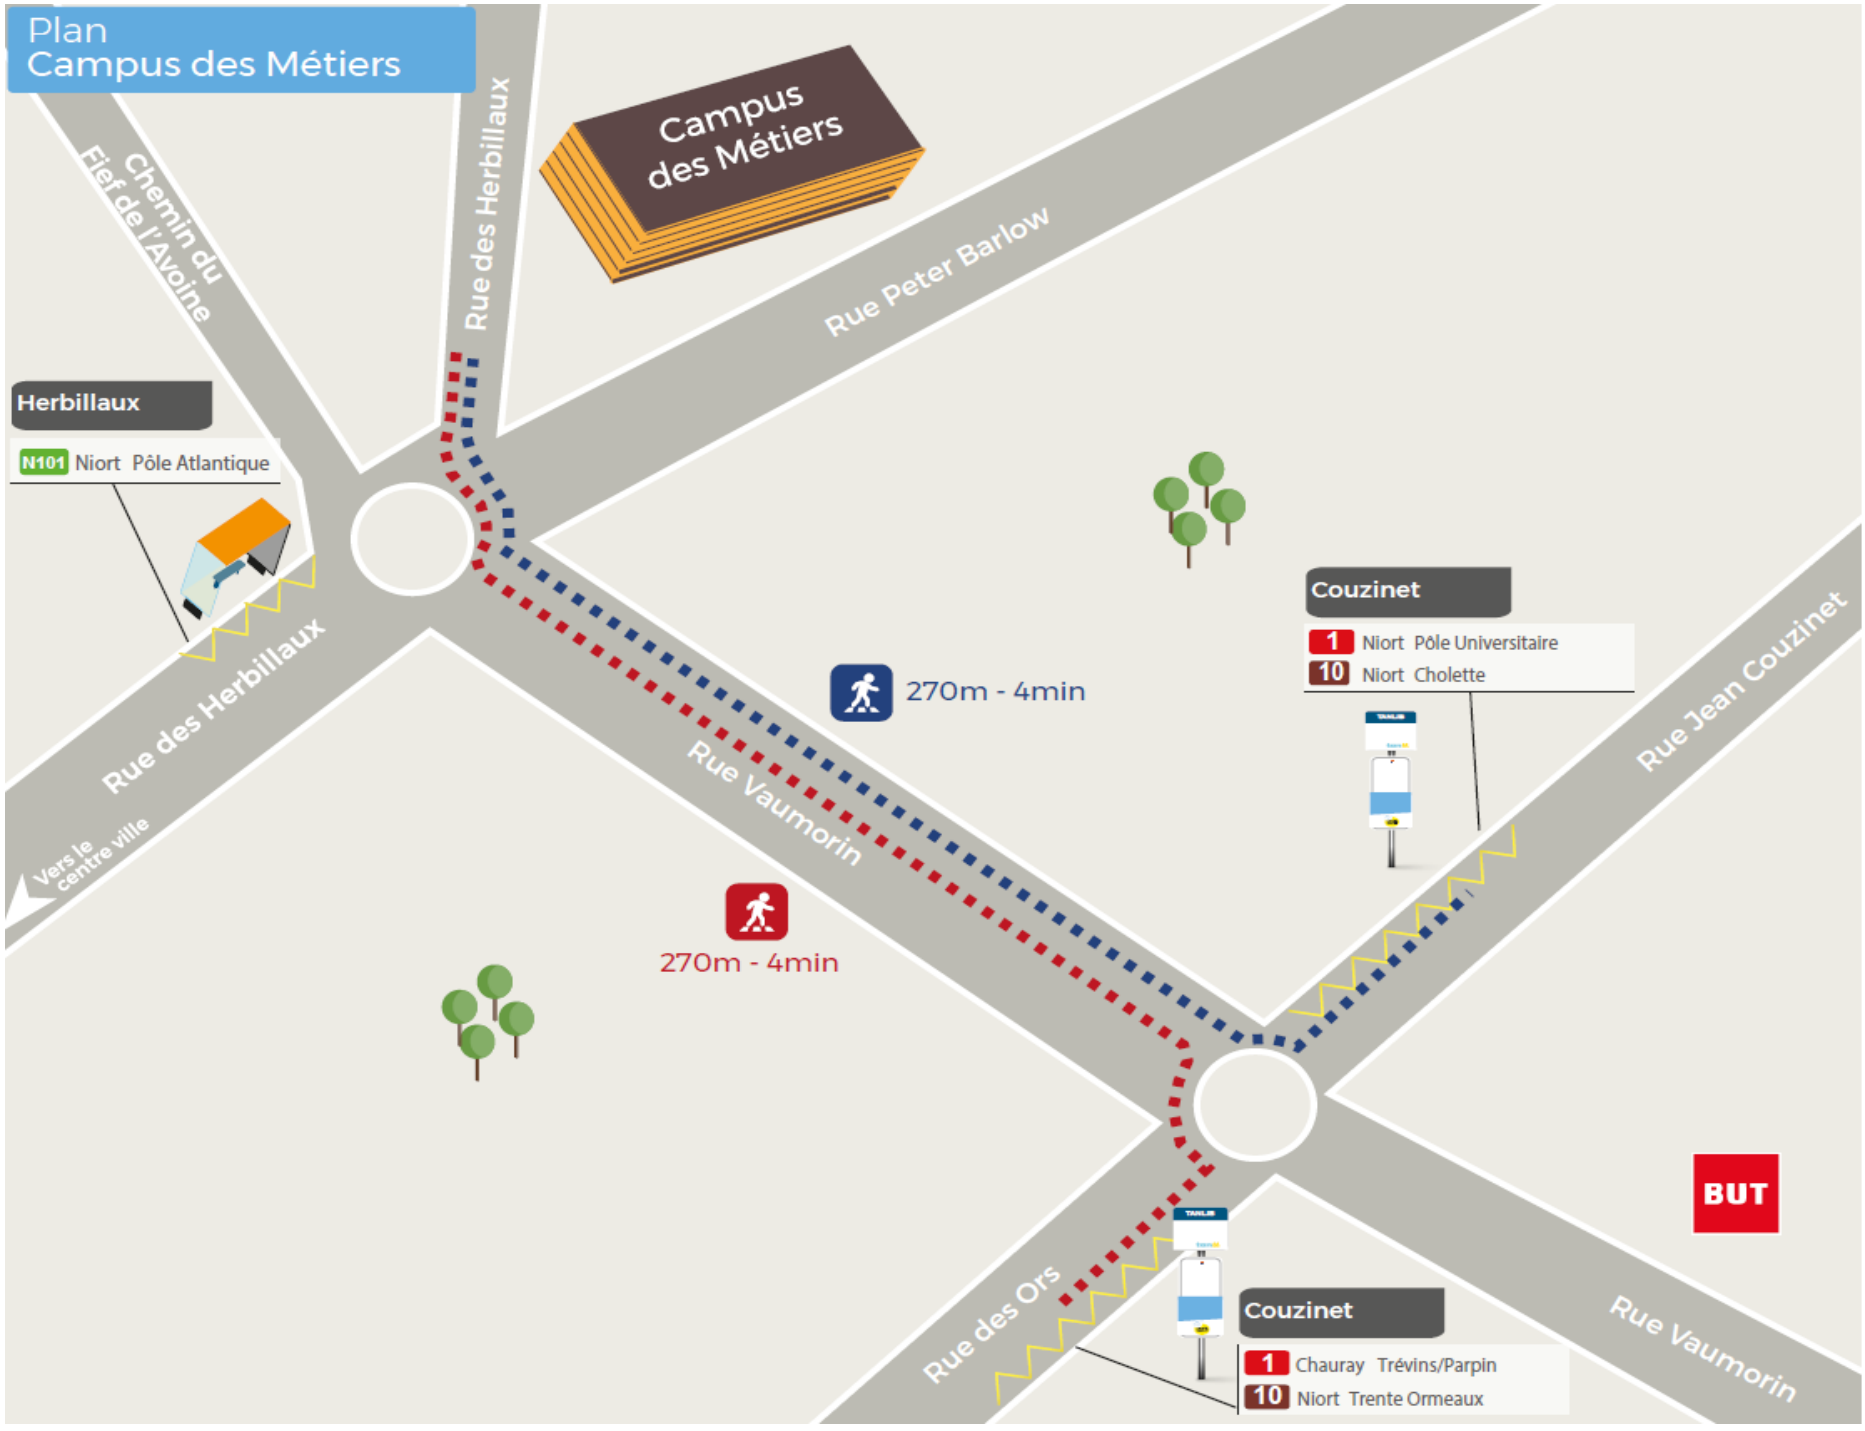 Plan
Campus des Métiers
Rue des Herbillaux
Campus
des Métiers
Chemin du
Fief de l'Avoine
Rue Peter Barlow
Herbillaux
N101 Niort Pôle Atlantique
Rue des Herbillaux
Vers le
centre ville
270m - 4min
Rue Vaumorin
270m - 4min
Couzinet
1 Niort Pôle Universitaire
10 Niort Cholette
TANLIB
Rue Jean Couzinet
BUT
TANLIB
Rue des Ors
Couzinet
1 Chauray Trévins/Parpin
10 Niort Trente Ormeaux
Rue Vaumorin